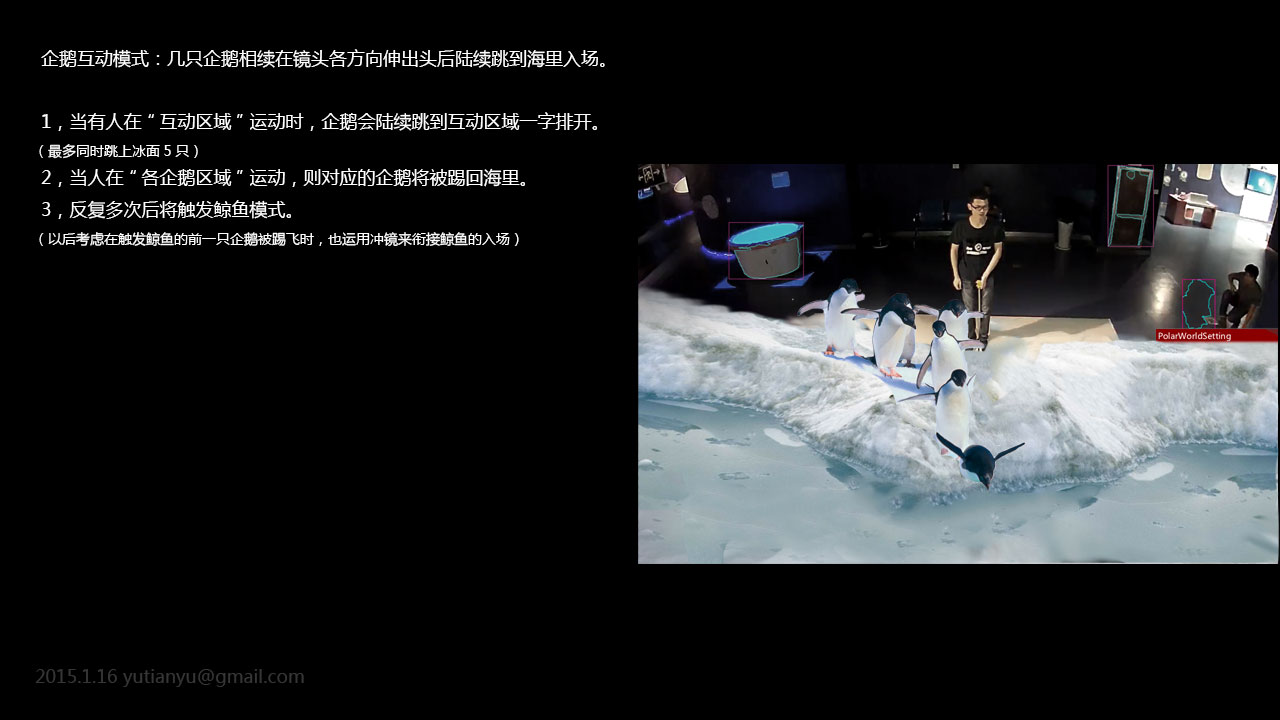 企鹅互动模式：几只企鹅相续在镜头各方向伸出头后陆续跳到海里入场。
1，当有人在“互动区域”运动时，企鹅会陆续跳到互动区域一字排开。
（最多同时跳上冰面 5 只）
2，当人在“各企鹅区域”运动，则对应的企鹅将被踢回海里。
3，反复多次后将触发鲸鱼模式。
（以后考虑在触发鲸鱼的前一只企鹅被踢飞时，也运用冲镜来衔接鲸鱼的入场）
PolarWorldSetting
2015.1.16 yutianyu@gmail.com